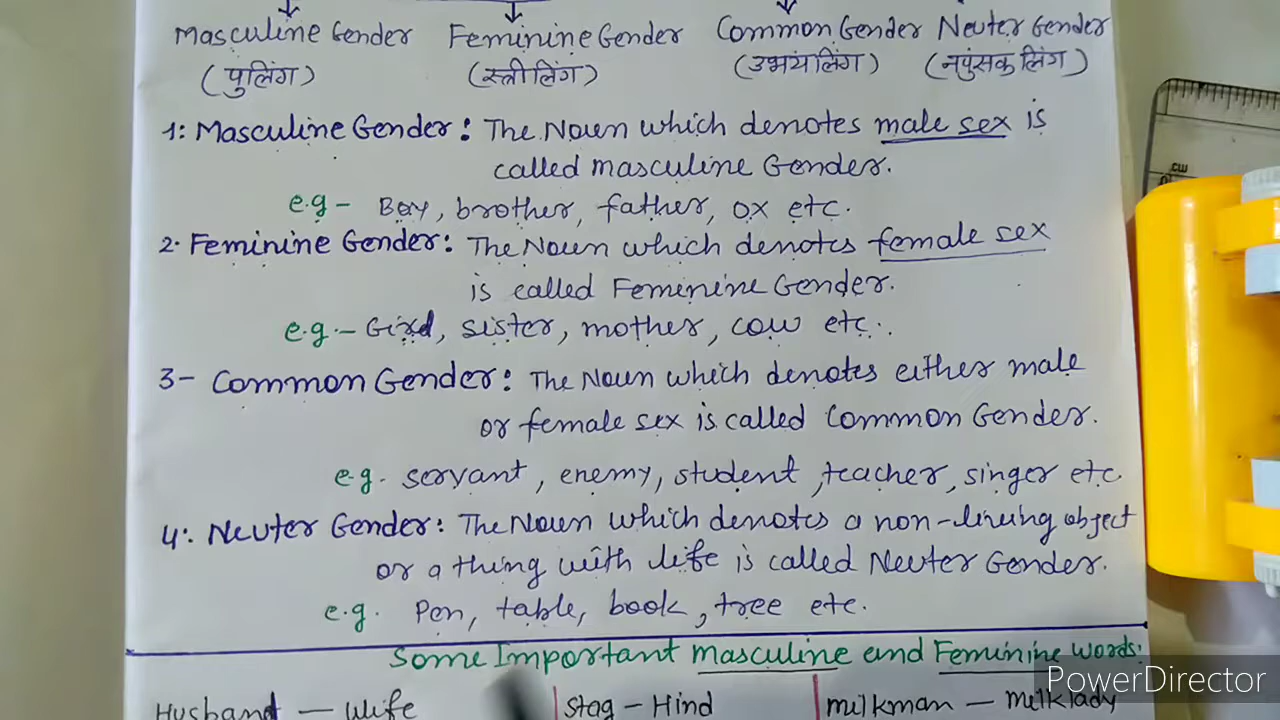 Masculine Gender Feminine Gender Common Gender Neuter Gender
(पुलिंग) (स्त्रीलिंग) (उभयलिंग) (नपुंसक लिंग)
1: Masculine Gender: The Noun which denotes male sex is
called masculine Gender.
e.g- Boy, brother, father, ox etc.
2. Feminine Gender: The Noun which denotes female sex
is called Feminine Gender.
e.g.- Girl, sister, mother, cow etc.
3- Common Gender: The Noun which denotes either male
or female sex is called Common Gender.
e.g. servant, enemy, student, teacher, singer etc.
4: Neuter Gender: The Noun which denotes a non-living object
or a thing with life is called Neuter Gender.
e.g. Pen, table, book, tree etc.
Some Important Masculine and Feminine words:
Husband - Wife Stag - Hind milkman - Milklady
CW
PowerDirector